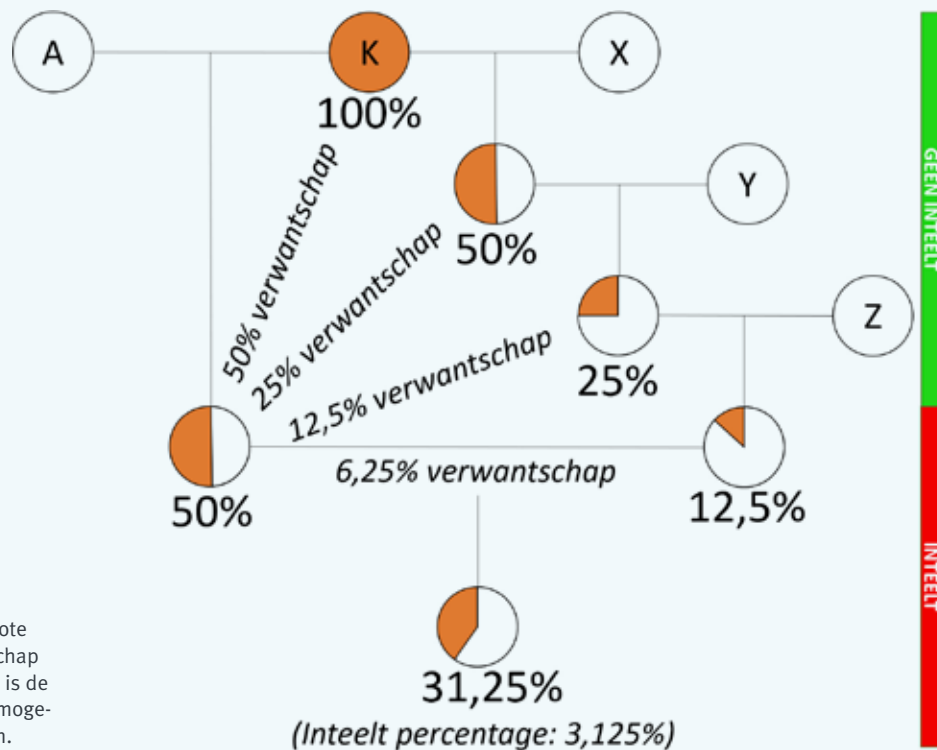 A
K
X
100%
GEEN INTEELT
Y
50%
50% verwantschap
25% verwantschap
12,5% verwantschap
Z
25%
6,25% verwantschap
50%
12,5%
INTEELT
31,25%
(Inteelt percentage: 3,125%)
ote
chap
is de
moge-
n.